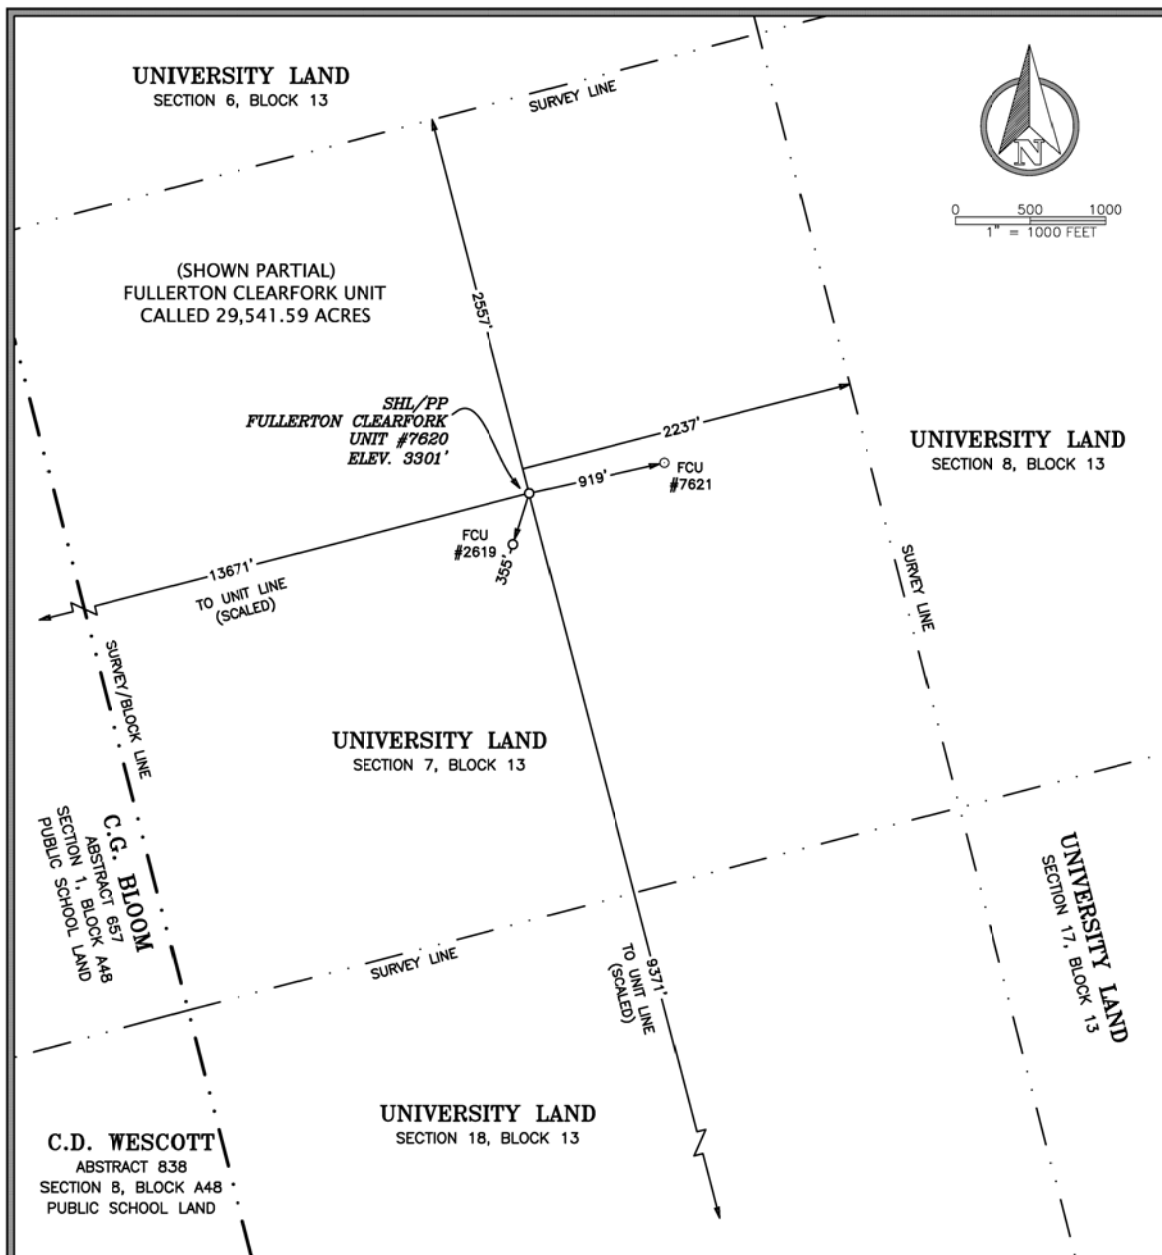 UNIVERSITY LAND
SECTION 6, BLOCK 13
SURVEY LINE
N
0 500 1000
1" = 1000 FEET
(SHOWN PARTIAL)
FULLERTON CLEARFORK UNIT
CALLED 29,541.59 ACRES
2557'
SHL/PP
FULLERTON CLEARFORK
UNIT #7620
ELEV. 3301'
2237'
UNIVERSITY LAND
SECTION 8, BLOCK 13
919'
FCU
#7621
FCU
#2619
355'
13671'
TO UNIT LINE
(SCALED)
SURVEY LINE
SURVEY/BLOCK LINE
UNIVERSITY LAND
SECTION 7, BLOCK 13
C.G. BLOOM
ABSTRACT 657
SECTION 1, BLOCK A48
PUBLIC SCHOOL LAND
UNIVERSITY LAND
SECTION 17, BLOCK 13
SURVEY LINE
9371'
TO UNIT LINE
(SCALED)
UNIVERSITY LAND
SECTION 18, BLOCK 13
C.D. WESCOTT
ABSTRACT 838
SECTION 8, BLOCK A48
PUBLIC SCHOOL LAND